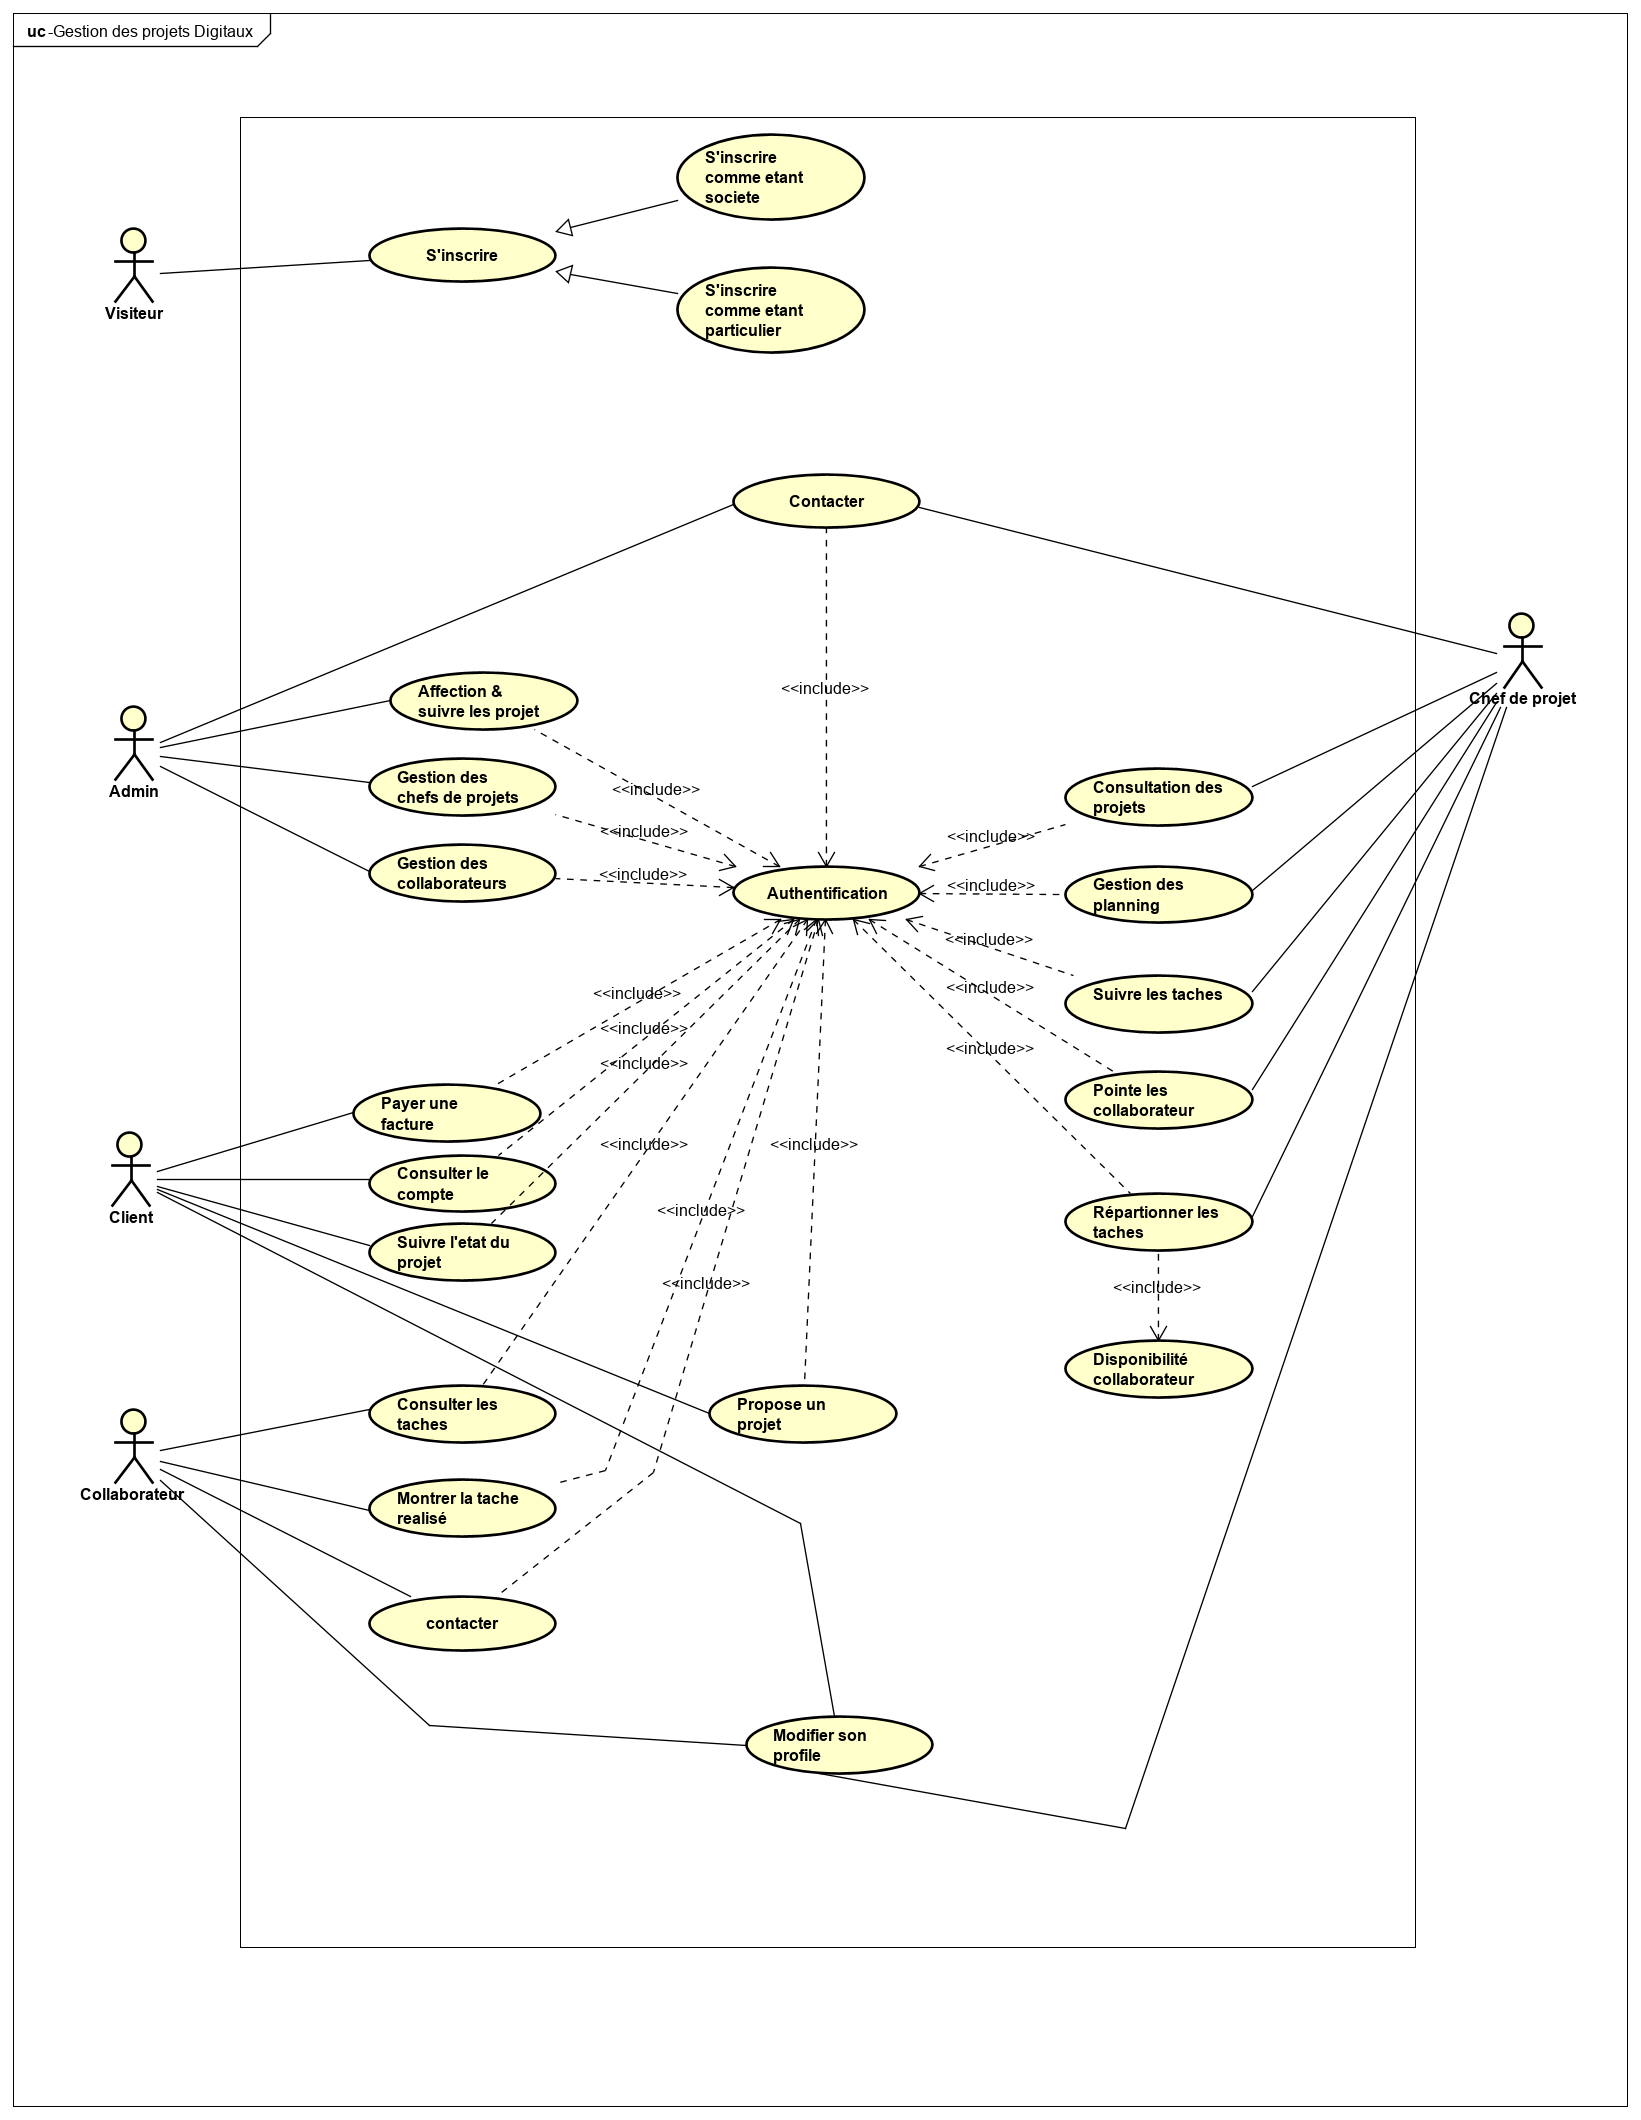 uc -Gestion des projets Digitaux
S'inscrire
comme etant
societe
S'inscrire
S'inscrire
comme etant
particulier
Visiteur
Contacter
Chef de projet
<<include>>
Affection &
suivre les projet
Admin
Gestion des
chefs de projets
Gestion des
collaborateurs
<<include>>
<<include>>
<<include>>
Authentification
Consultation des
projets
<<include>>
Gestion des
planning
<<include>>
Suivre les taches
<<include>>
Pointe les
collaborateur
<<include>>
<<include>>
Répartionner les
taches
<<include>>
Disponibilité
collaborateur
<<include>>
<<include>>
<<include>>
Payer une
facture
Consulter le
compte
Suivre l'etat du
projet
Client
<<include>>
<<include>>
<<include>>
<<include>>
Consulter les
taches
Propose un
projet
Collaborateur
Montrer la tache
realisé
contacter
Modifier son
profile